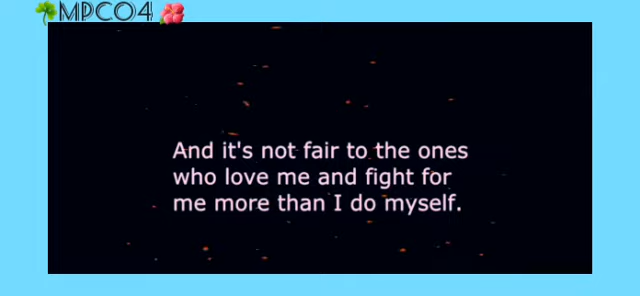 ☘️MPCO4 🌺
And it's not fair to the ones
who love me and fight for
me more than I do myself.